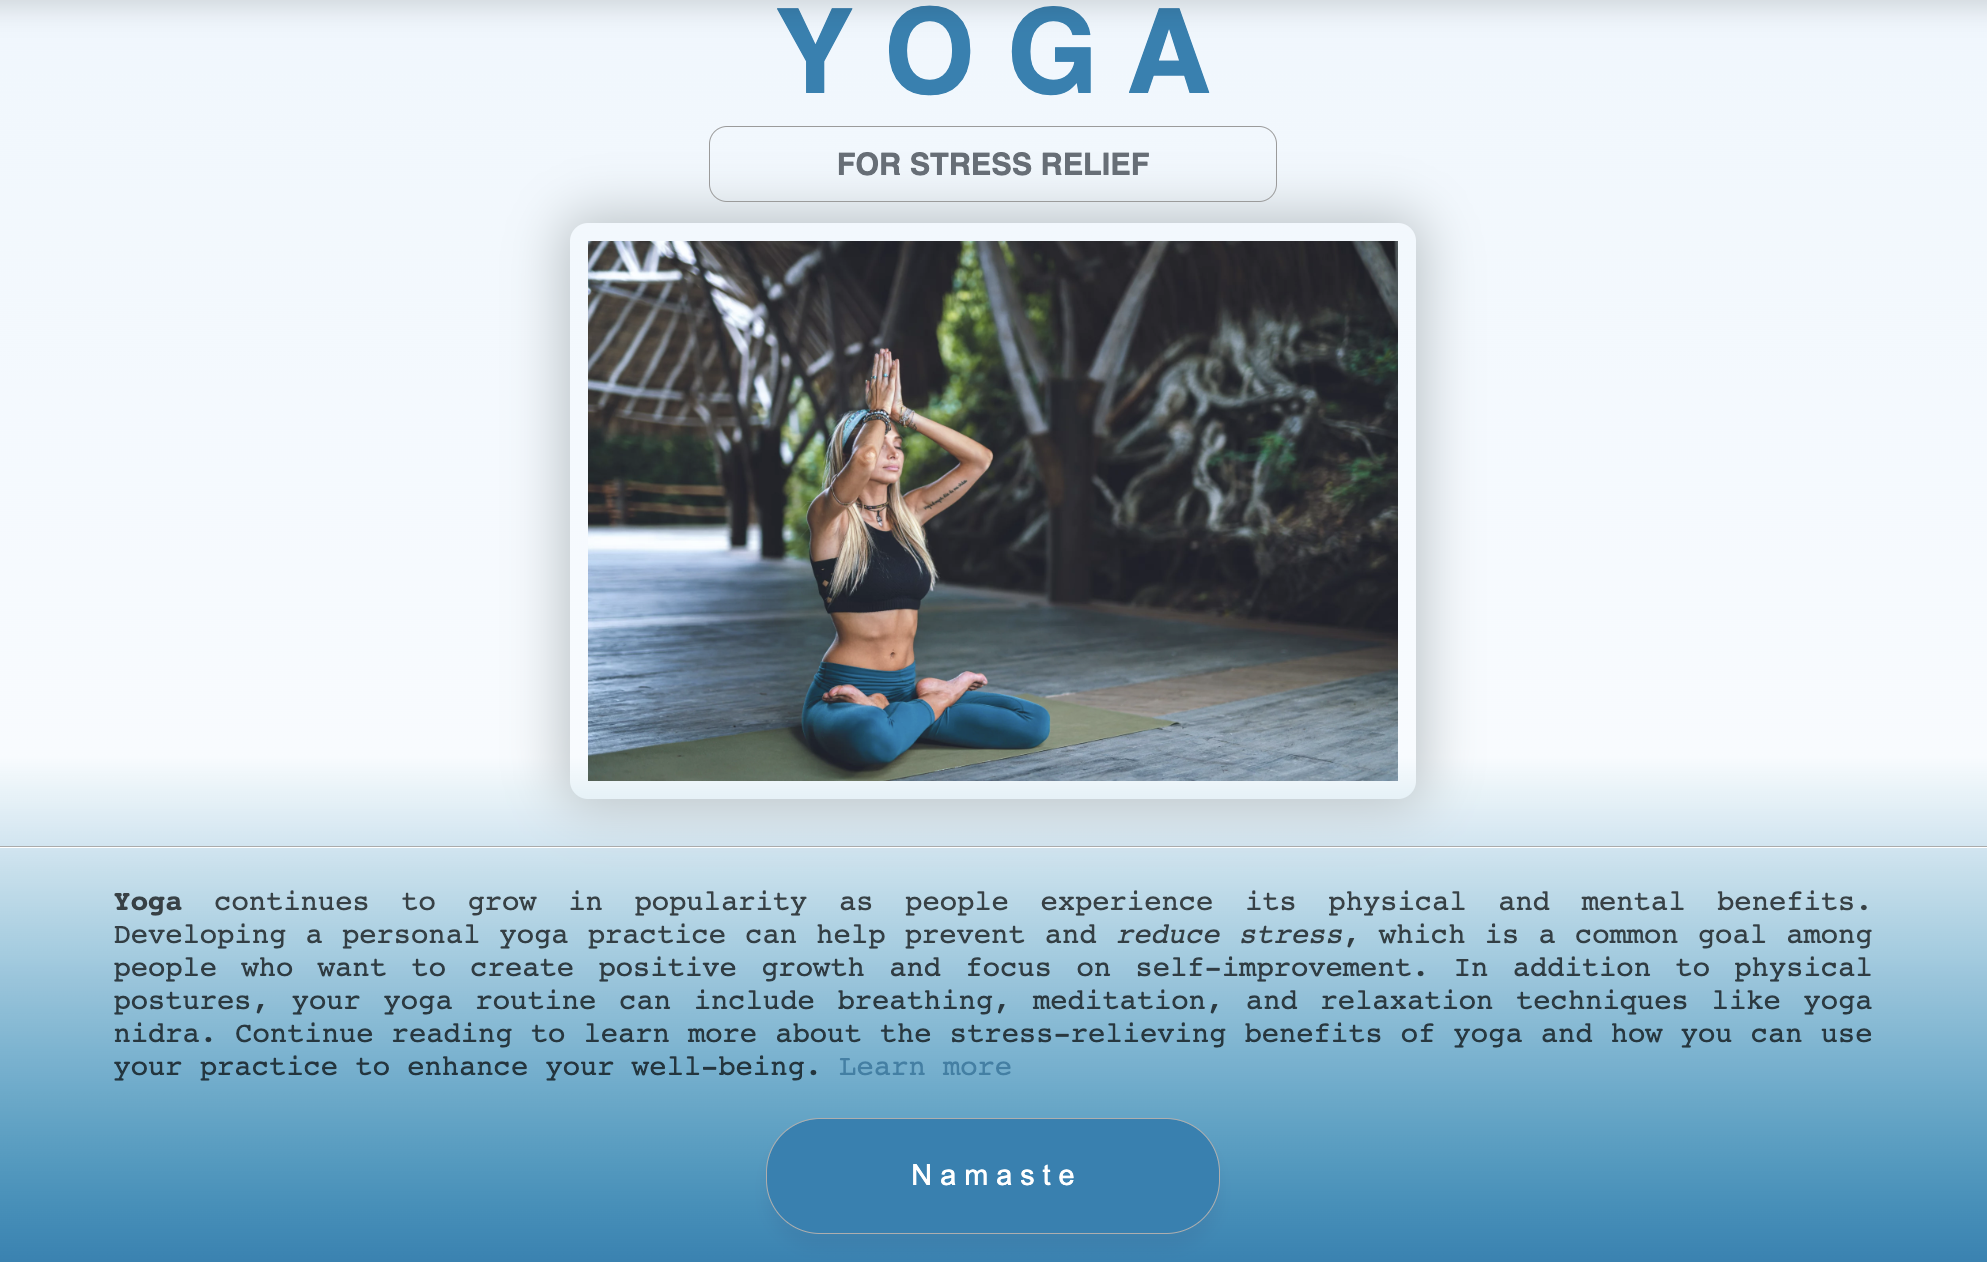 YOGA
FOR STRESS RELIEF
Yoga continues to grow in popularity as people experience its physical and mental benefits.
Developing a personal yoga practice can help prevent and reduce stress, which is a common goal among
people who want to create positive growth and focus on self-improvement. In addition to physical
postures, your yoga routine can include breathing, meditation, and relaxation techniques like yoga
nidra. Continue reading to learn more about the stress-relieving benefits of yoga and how you can use
your practice to enhance your well-being. Learn more
Namaste